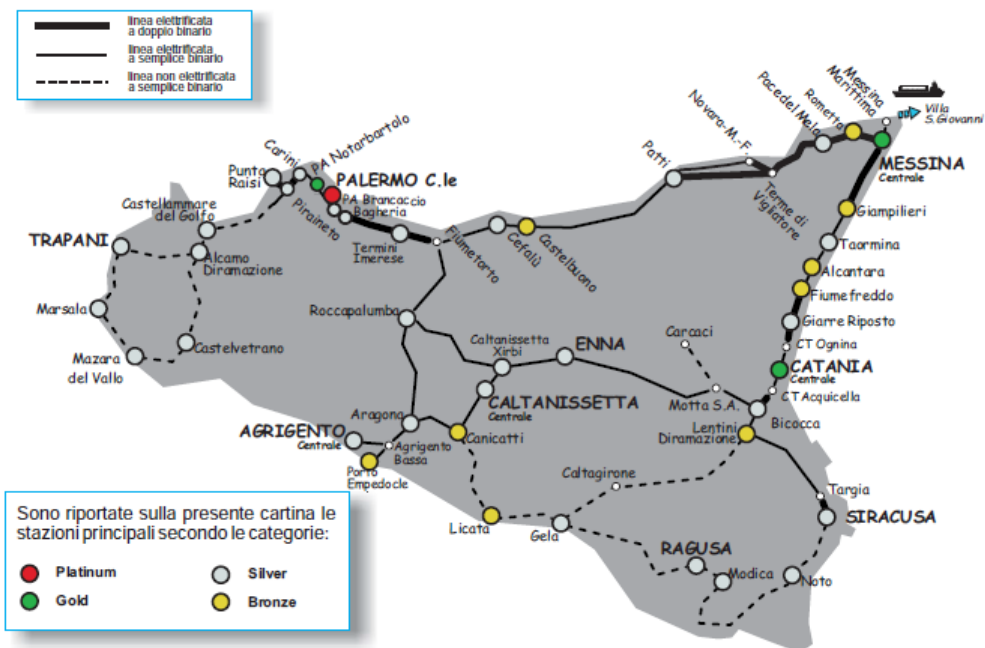 linea elettrificata
a doppio binario
linea elettrificata
a semplice binario
linea non elettrificata
a semplice binario
Messina
Marittima
Villa
S.Giovanni
Rometta
Pace del Mela
Novara-M.-F.
MESSINA
Centrale
Patti
Terme di
Vigliatore
Carini
PA Notarbartolo
Punta
Raisi
PALERMO C.le
PA Brancaccio
Bagheria
Piraineto
Castellammare
del Golfo
TRAPANI
Alcamo
Diramazione
Termini
Imerese
Fiumetorto
Cefalù
Castelbuono
Giampilieri
Taormina
Alcantara
Fiumefreddo
Marsala
Roccapalumba
Giarre Riposto
Castelvetrano
Mazara
del Vallo
Caltanissetta
Xirbi
ENNA
Carcaci
CT Ognina
CATANIA
Centrale
CT Acquicella
CALTANISSETTA
Centrale
Motta S.A.
Bicocca
Aragona
AGRIGENTO
Centrale
Agrigento
Bassa
Canicatti
Lentini
Diramazione
Porto
Empedocle
Caltagirone
Targia
SIRACUSA
Licata
Gela
RAGUSA
Modica
Noto
Sono riportate sulla presente cartina le
stazioni principali secondo le categorie:
Platinum
Silver
Gold
Bronze